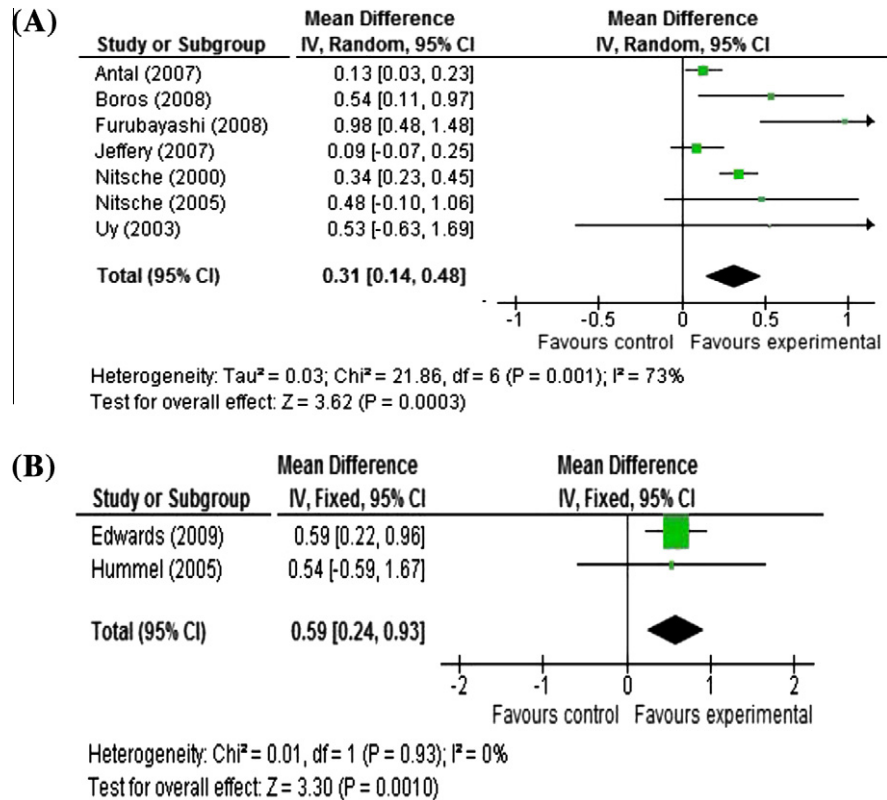 (A)
Mean Difference Mean Difference
Study or Subgroup IV, Random, 95% CI IV, Random, 95% CI
Antal (2007) 0.13 [0.03, 0.23]
Boros (2008) 0.54 [0.11, 0.97]
Furubayashi (2008) 0.98 [0.48, 1.48]
Jeffery (2007) 0.09 [-0.07, 0.25]
Nitsche (2000) 0.34 [0.23, 0.45]
Nitsche (2005) 0.48 [-0.10, 1.06]
Uy (2003) 0.53 [-0.63, 1.69]
Total (95% CI) 0.31 [0.14, 0.48]
-1 -0.5 0 0.5 1
Favours control Favours experimental
Heterogeneity: Tau² = 0.03; Chi² = 21.86, df = 6 (P = 0.001); I² = 73%
Test for overall effect: Z = 3.62 (P = 0.0003)
(B)
Mean Difference Mean Difference
Study or Subgroup IV, Fixed, 95% CI IV, Fixed, 95% CI
Edwards (2009) 0.59 [0.22, 0.96]
Hummel (2005) 0.54 [-0.59, 1.67]
Total (95% CI) 0.59 [0.24, 0.93]
-2 -1 0 1 2
Favours control Favours experimental
Heterogeneity: Chi² = 0.01, df = 1 (P = 0.93); I² = 0%
Test for overall effect: Z = 3.30 (P = 0.0010)